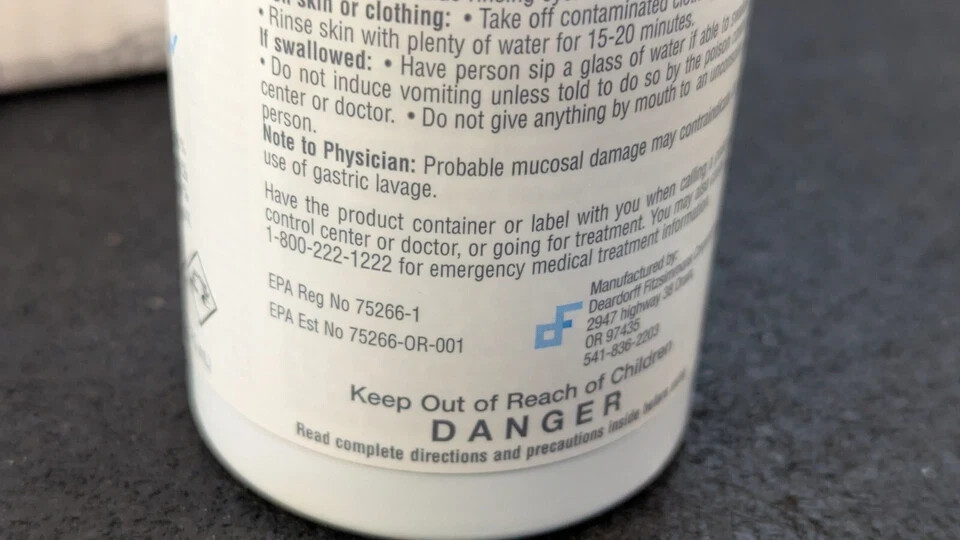 skin or clothing: • Take off contaminated
• Rinse skin with plenty of water for 15-20 minutes.
If swallowed: • Have person sip a glass of water if able to
• Do not induce vomiting unless told to do so by the poison
center or doctor. • Do not give anything by mouth to an
person.
Note to Physician: Probable mucosal damage may
use of gastric lavage.
Have the product container or label with you when calling a
control center or doctor, or going for treatment. You may
1-800-222-1222 for emergency medical treatment
EPA Reg No 75266-1
EPA Est No 75266-OR-001
dF
Manufactured by:
Deardorff Fitzsimmons
2947 highway 38
OR 97435
541-836-2203
Keep Out of Reach of Children
DANGER
Read complete directions and precautions inside before